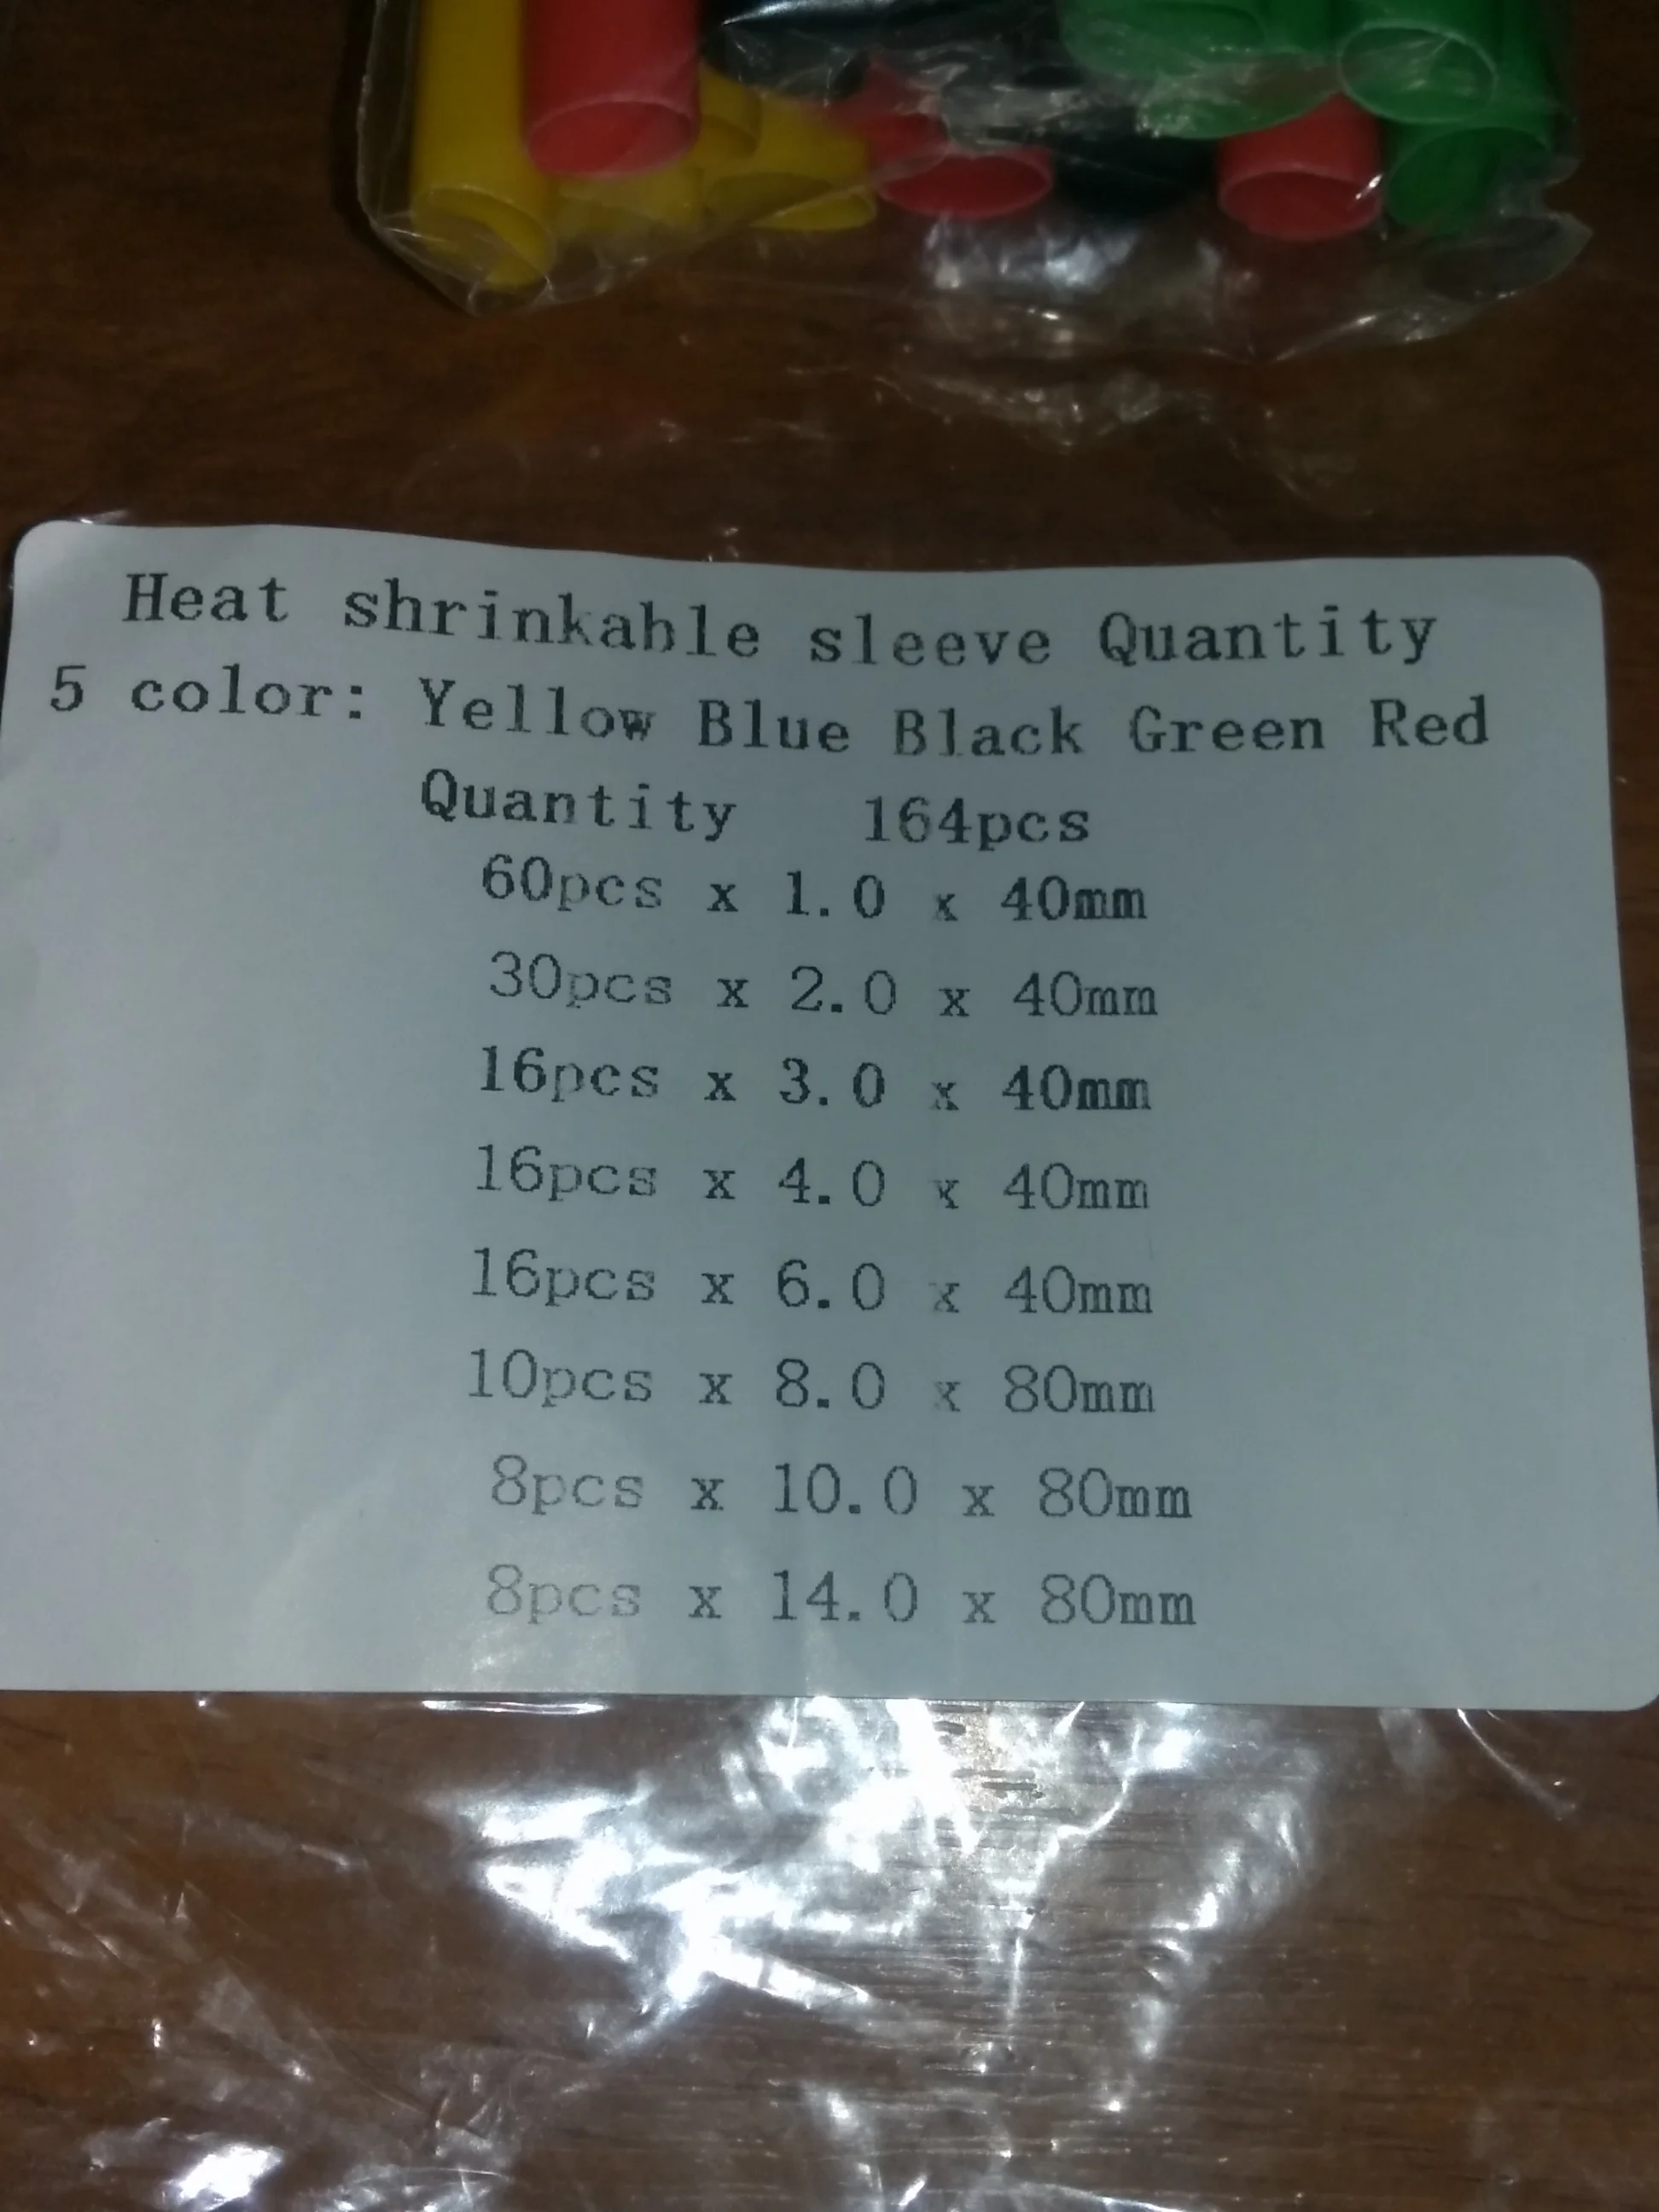 Heat shrinkable sleeve Quantity
5 color: Yellow Blue Black Green Red
Quantity 164pcs
60pcs x 1.0 x 40mm
30pcs x 2.0 x 40mm
16pcs x 3.0 x 40mm
16pcs x 4.0 x 40mm
16pcs x 6.0 x 40mm
10pcs x 8.0 x 80mm
8pcs x 10.0 x 80mm
8pcs x 14.0 x 80mm